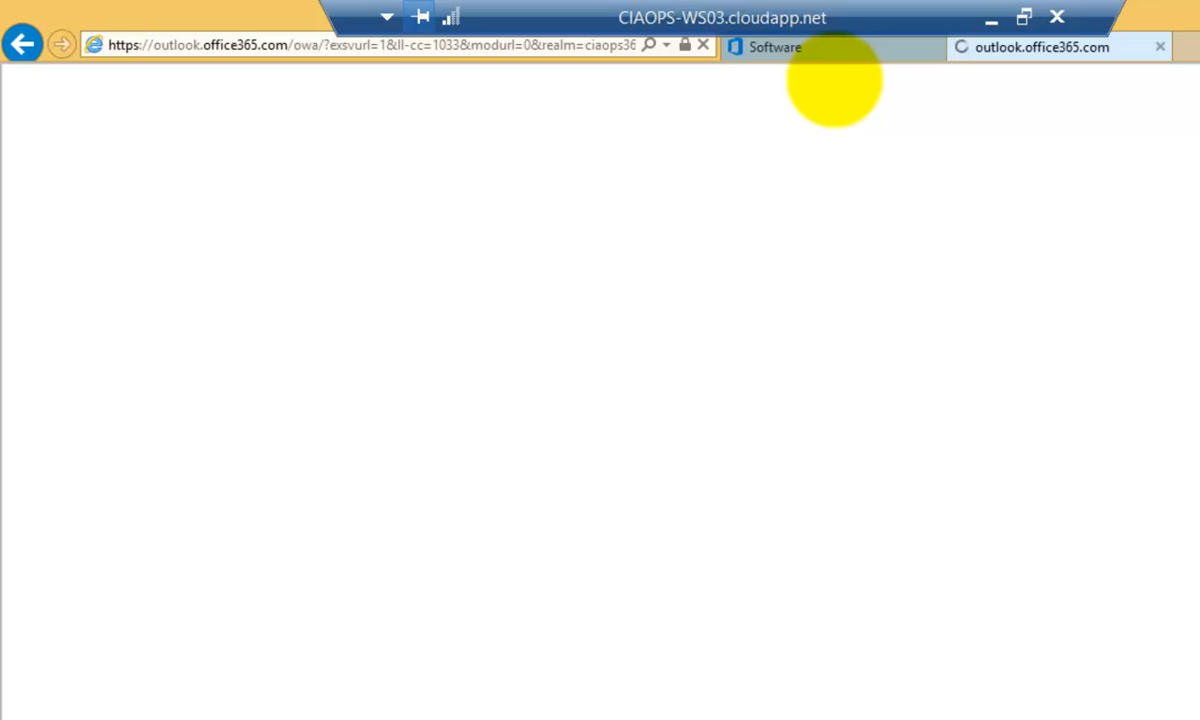 CIAOPS-WS03.cloudapp.net
https://outlook.office365.com/owa/?exsvurl=1&ll-cc=1033&modurl=0&realm=ciaops36
Software
outlook.office365.com